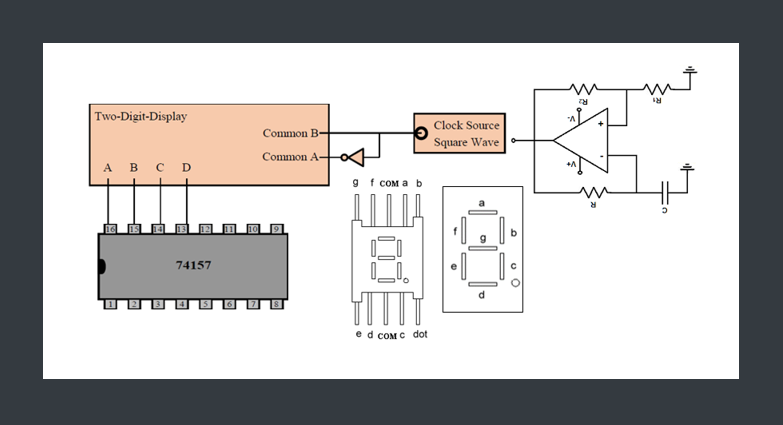 Two-Digit-Display
Common B
Common A
A B C D
Clock Source
Square Wave
R2
R1
V-
+
V+
-
R
C
16 15 14 13 12 11 10 9
74157
1 2 3 4 5 6 7 8
g f COM a b
e d COM c dot
a
f
b
g
e
c
d